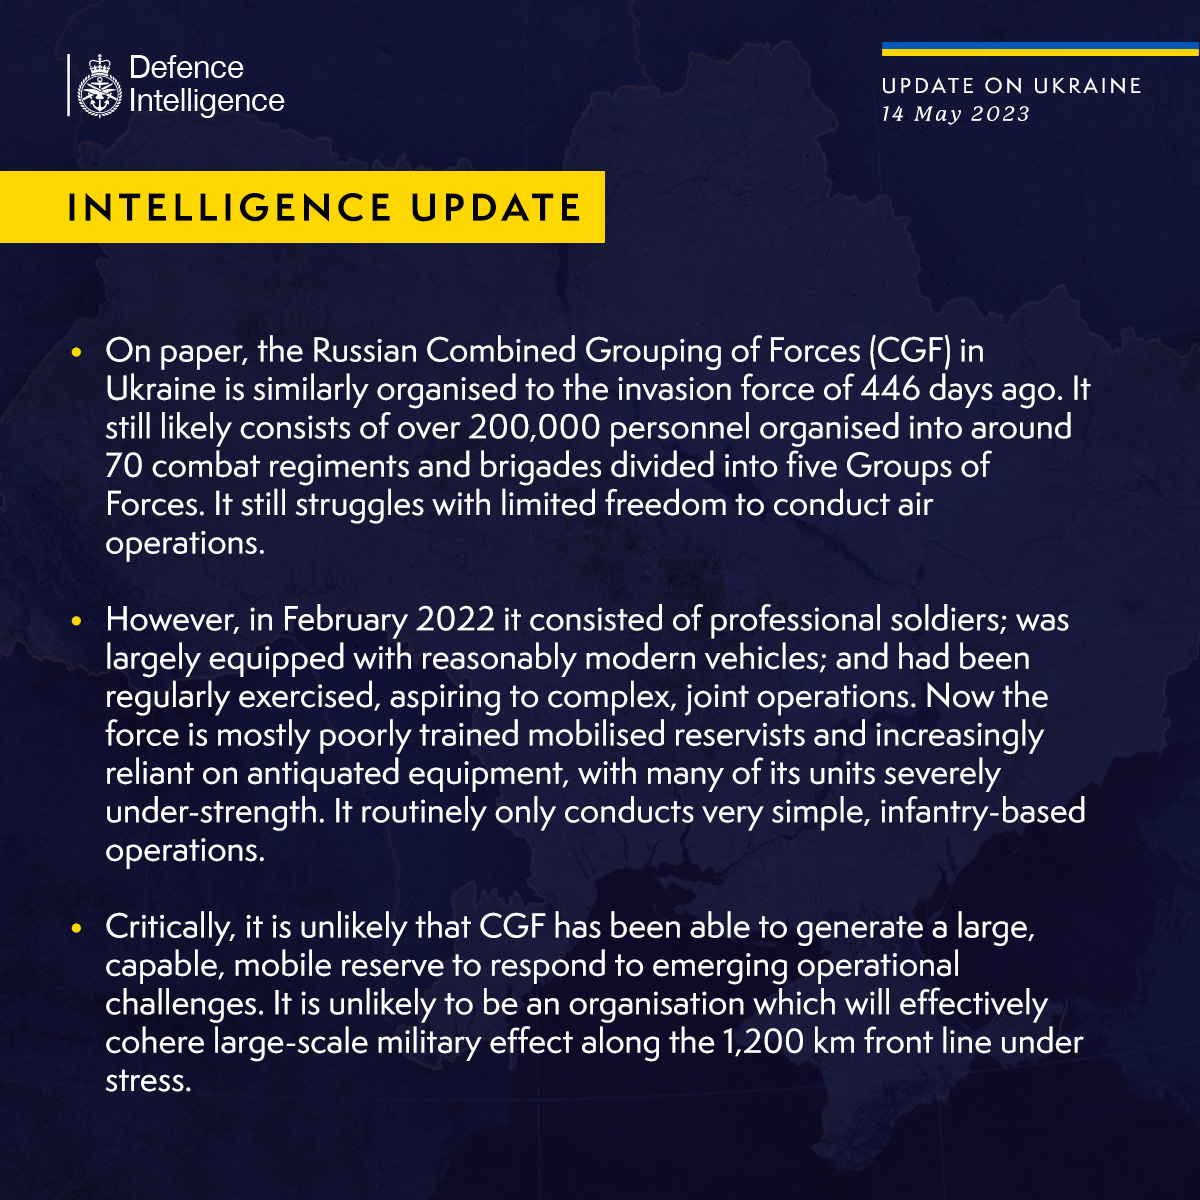 Defence
Intelligence
UPDATE ON UKRAINE
14 May 2023
INTELLIGENCE UPDATE
• On paper, the Russian Combined Grouping of Forces (CGF) in
Ukraine is similarly organised to the invasion force of 446 days ago. It
still likely consists of over 200,000 personnel organised into around
70 combat regiments and brigades divided into five Groups of
Forces. It still struggles with limited freedom to conduct air
operations.
• However, in February 2022 it consisted of professional soldiers; was
largely equipped with reasonably modern vehicles; and had been
regularly exercised, aspiring to complex, joint operations. Now the
force is mostly poorly trained mobilised reservists and increasingly
reliant on antiquated equipment, with many of its units severely
under-strength. It routinely only conducts very simple, infantry-based
operations.
• Critically, it is unlikely that CGF has been able to generate a large,
capable, mobile reserve to respond to emerging operational
challenges. It is unlikely to be an organisation which will effectively
cohere large-scale military effect along the 1,200 km front line under
stress.